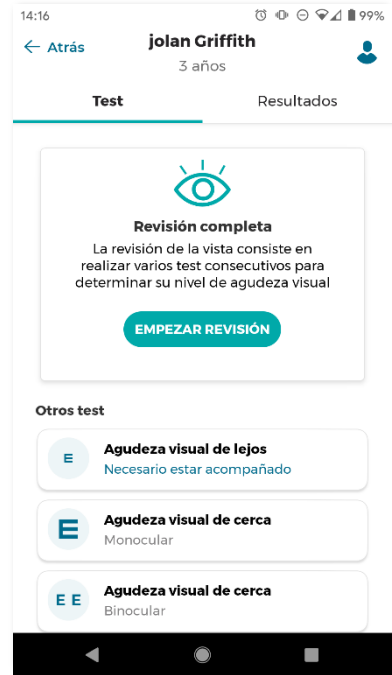 14:16
99%
Atrás
jolan Griffith
3 años
Test
Resultados
Revisión completa
La revisión de la vista consiste en
realizar varios test consecutivos para
determinar su nivel de agudeza visual
EMPEZAR REVISIÓN
Otros test
E
Agudeza visual de lejos
Necesario estar acompañado
E
Agudeza visual de cerca
Monocular
E E
Agudeza visual de cerca
Binocular